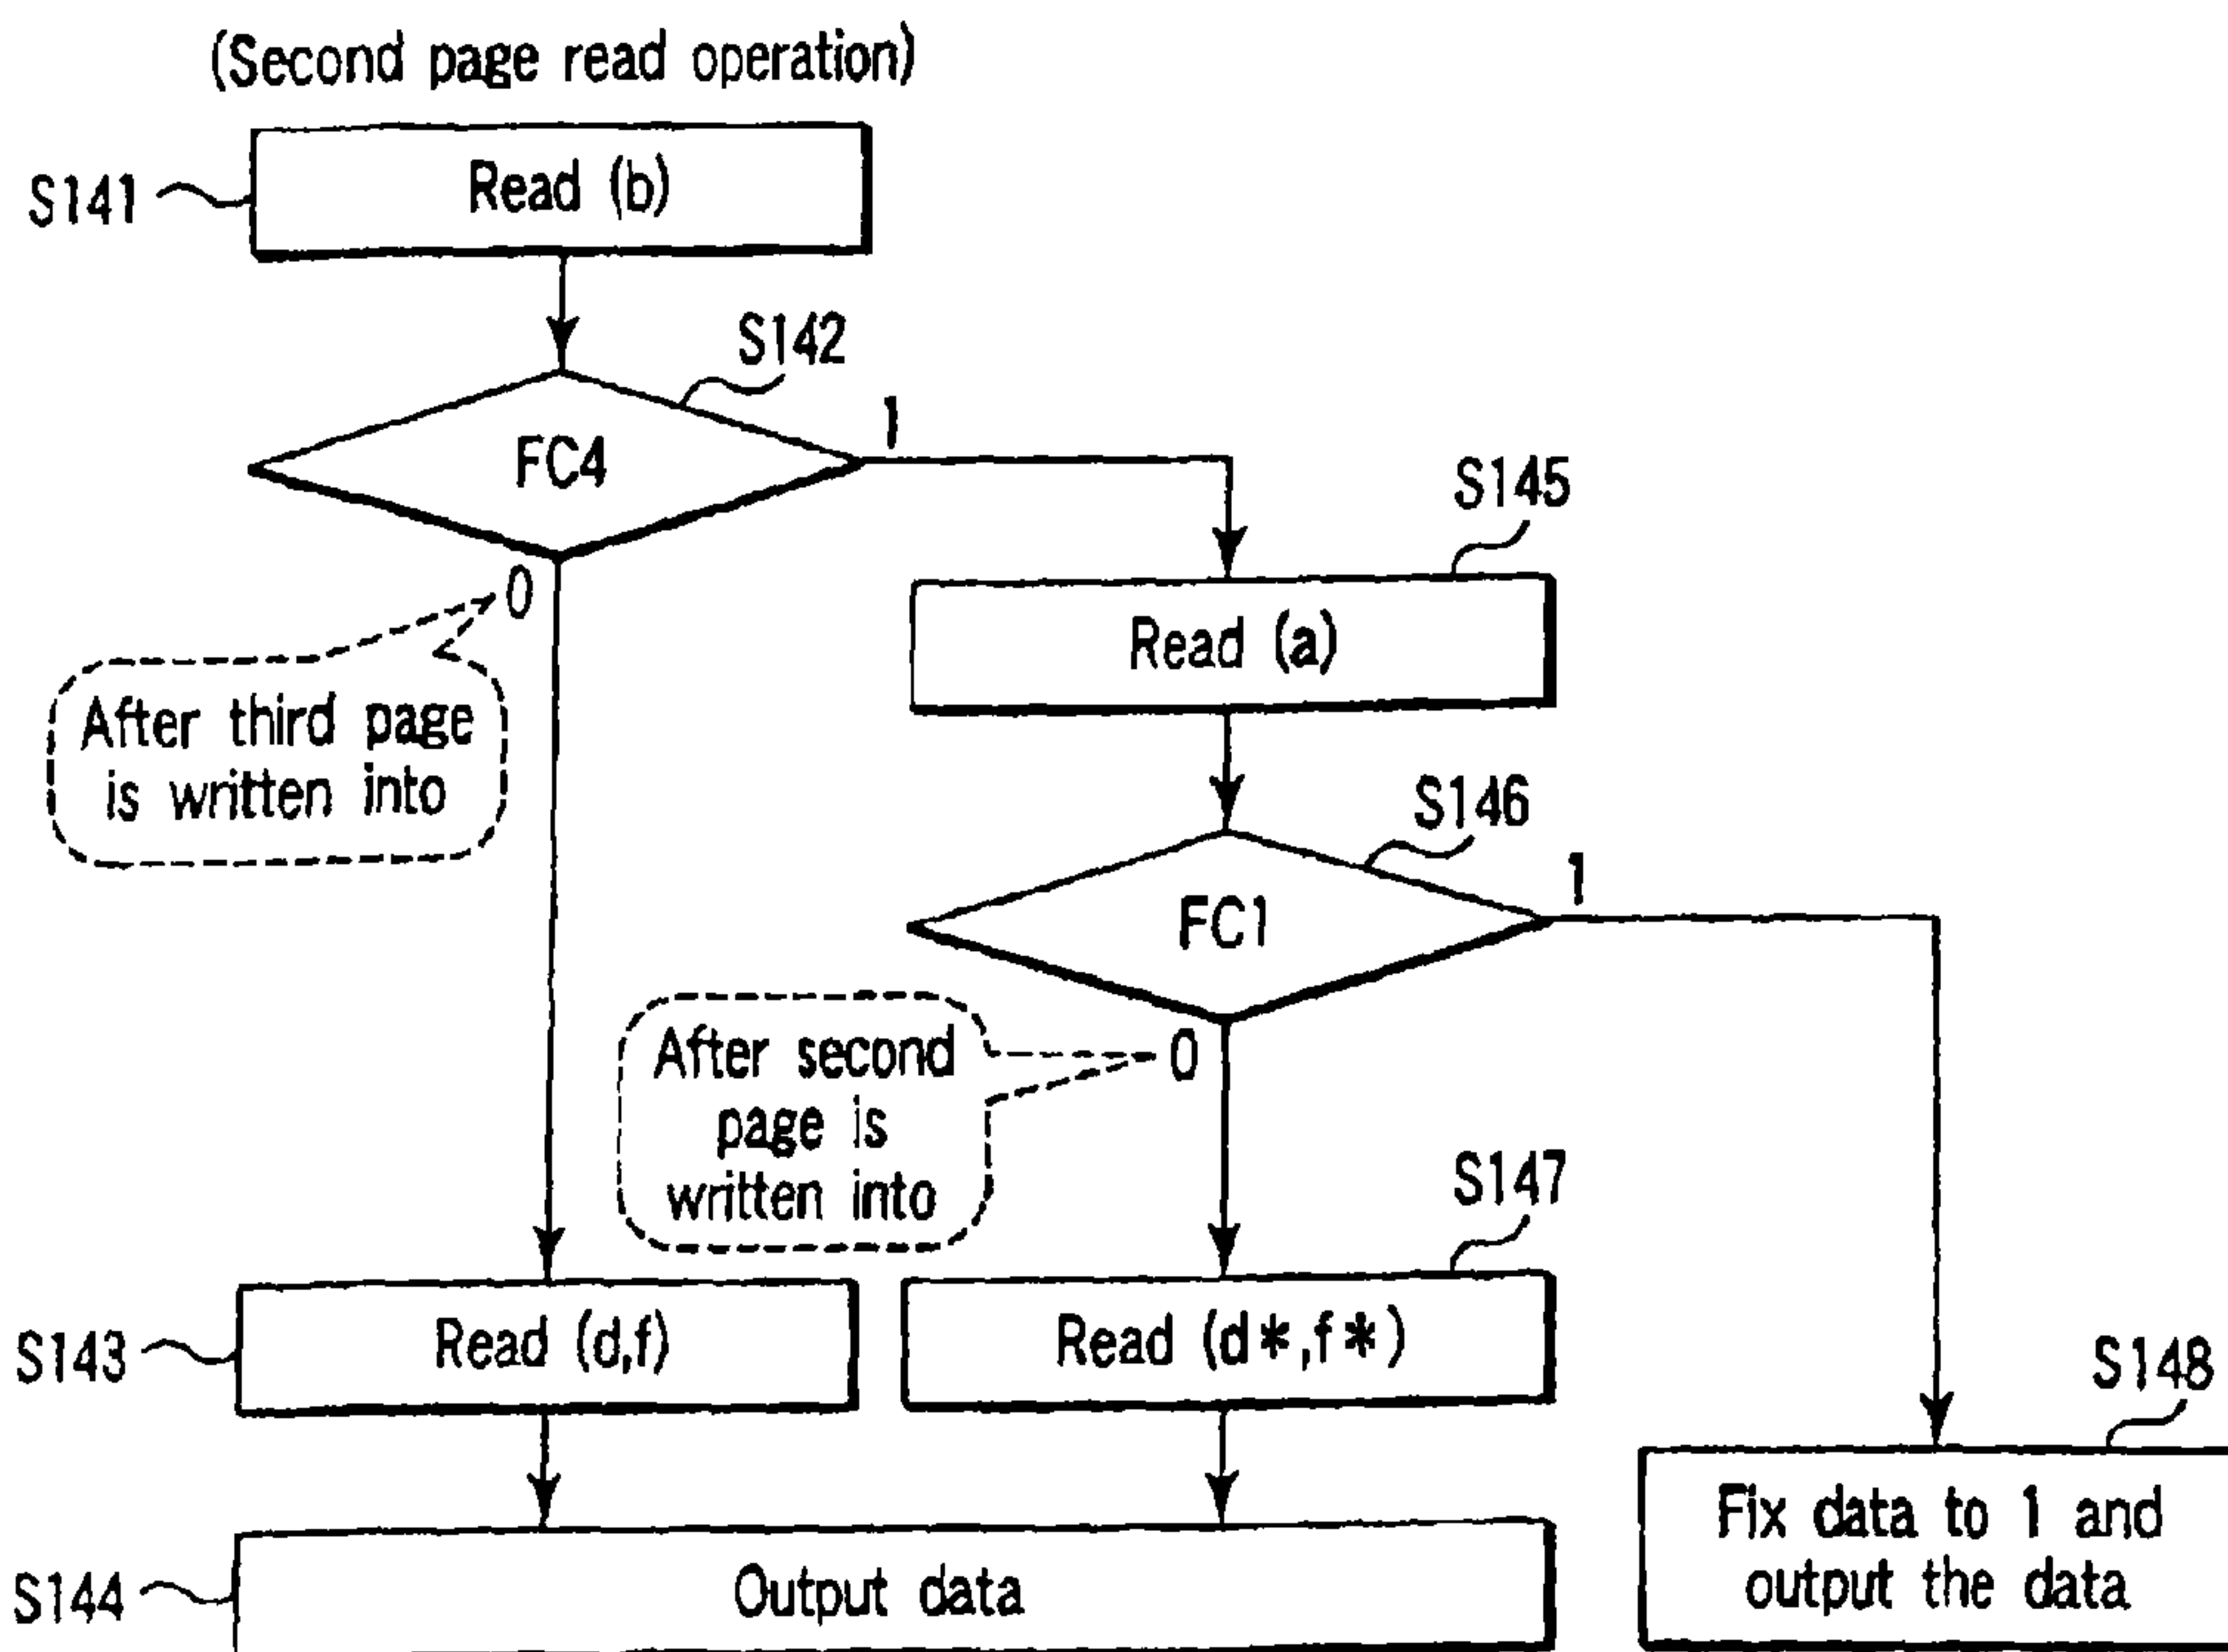 (Second page read operation)
S141
Read (b)
S142
FC4
1
0
After third page
is written into
S145
Read (a)
S146
FC1
1
0
After second
page is
written into
S143
Read (d,f)
S147
Read (d*,f*)
S144
Output data
S148
Fix data to 1 and
output the data